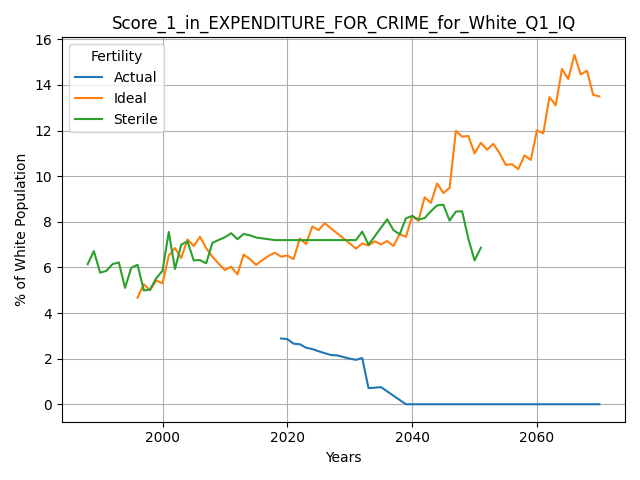 Score_1_in_EXPENDITURE_FOR_CRIME_for_White_Q1_IQ
Fertility
Actual
Ideal
Sterile
% of White Population
16
14
12
10
8
6
4
2
0
2000
2020
2040
2060
Years